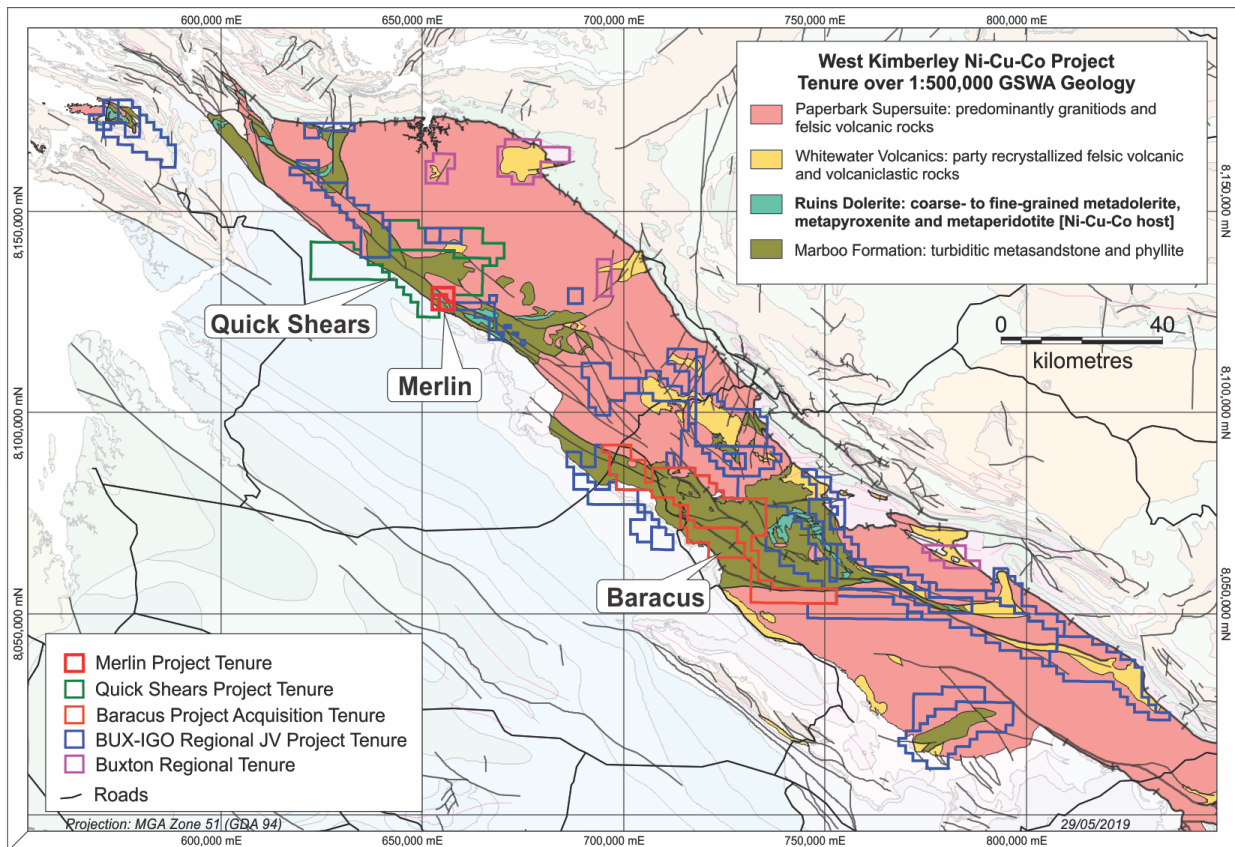 600,000 mE
650,000 mE
700,000 mE
750,000 mE
800,000 mE
West Kimberley Ni-Cu-Co Project
Tenure over 1:500,000 GSWA Geology
Paperbark Supersuite: predominantly granitiods and
felsic volcanic rocks
Whitewater Volcanics: party recrystallized felsic volcanic
and volcaniclastic rocks
Ruins Dolerite: coarse- to fine-grained metadolerite,
metapyroxenite and metaperidotite [Ni-Cu-Co host]
Marboo Formation: turbiditic metasandstone and phyllite
8,150,000 mN
8,150,000 mN
Quick Shears
0 40
kilometres
Merlin
8,100,000 mN
8,100,000 mN
Baracus
8,050,000 mN
8,050,000 mN
Merlin Project Tenure
Quick Shears Project Tenure
Baracus Project Acquisition Tenure
BUX-IGO Regional JV Project Tenure
Buxton Regional Tenure
Roads
Projection: MGA Zone 51 (GDA 94)
29/05/2019
600,000 mE
650,000 mE
700,000 mE
750,000 mE
800,000 mE